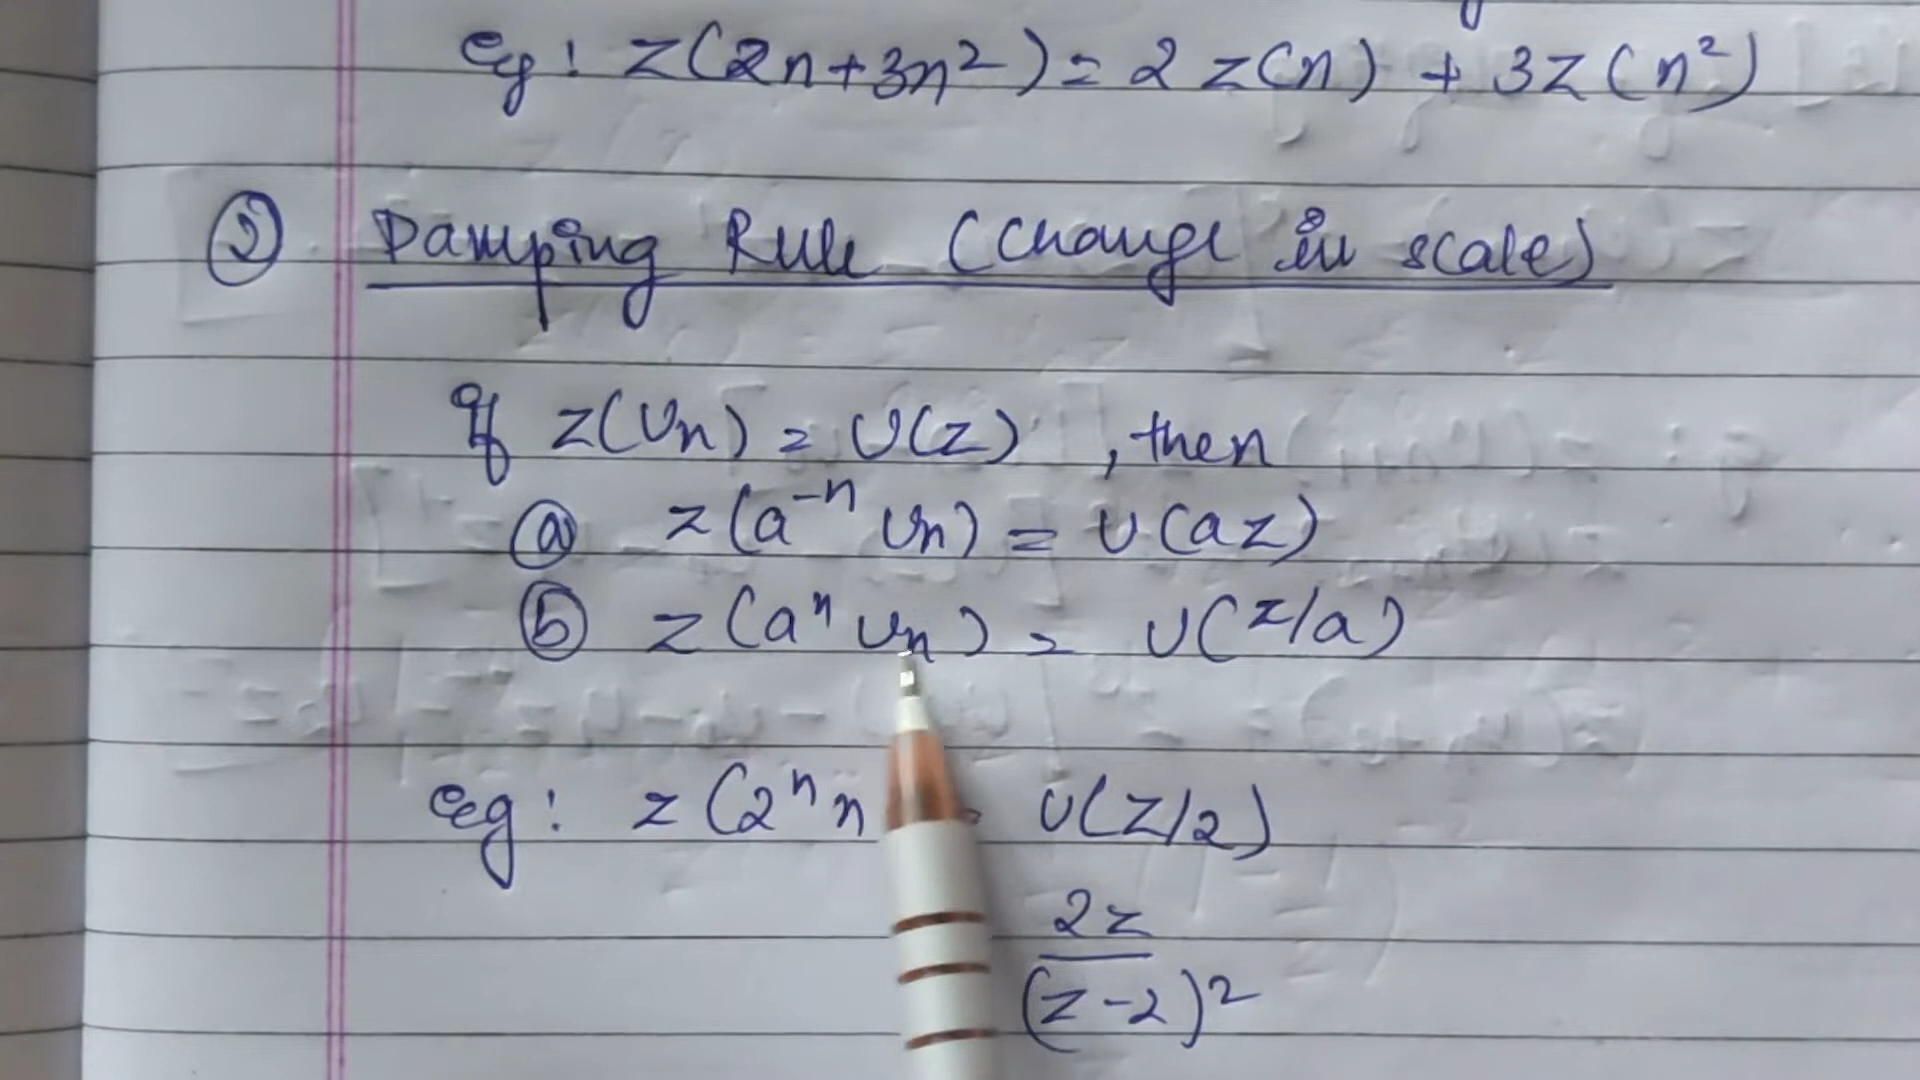 eg : z(2n+3n²) = 2 z(n) + 3z(n²)
② Damping Rule (Change in scale)
If z(Un) = U(z) , then
ⓐ z(a⁻ⁿ Un) = U(az)
ⓑ z(aⁿ Un) = U(z/a)
eg : z(2ⁿ n U(z/2)
2z
(z-2)²